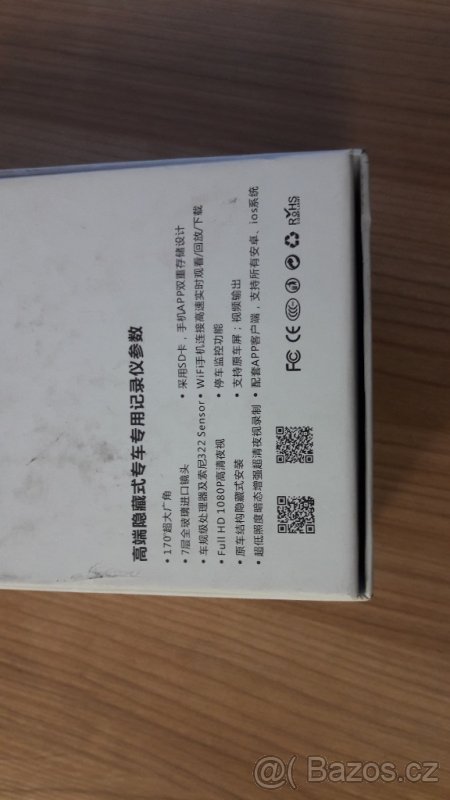 高端隐藏式专车专用记录仪参数
• 170°超大广角
• 7层全玻璃进口镜头
• 车规级处理器及索尼322 Sensor
• Full HD 1080P高清夜视
• 原车结构隐藏式安装
• 超低照度暗态增强超清夜视录制
• 采用SD卡，手机APP双重存储设计
• WiFi手机连接高速实时观看/回放/下载
• 停车监控功能
• 支持原车屏；视频输出
• 配套APP客户端，支持所有安卓、ios系统
FC CE
@ Bazos.cz